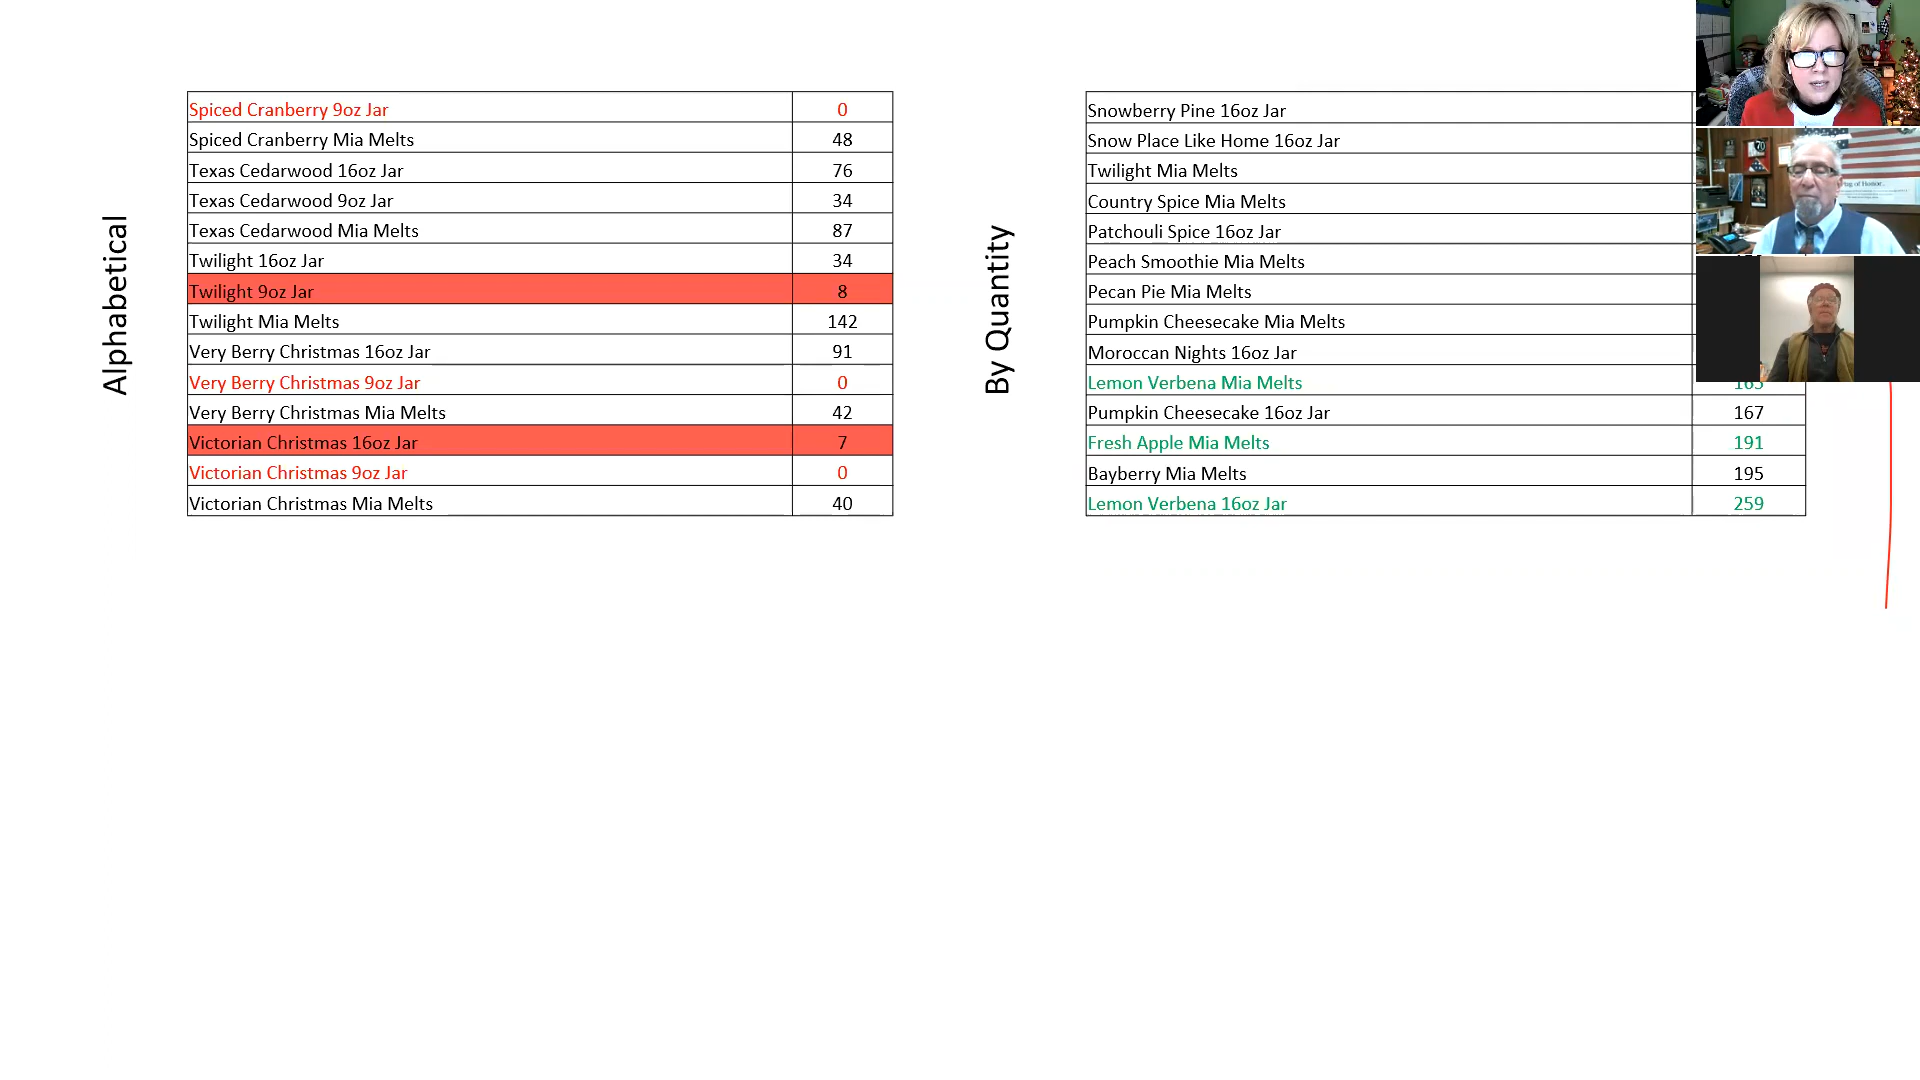 Alphabetical
Spiced Cranberry 9oz Jar 0
Spiced Cranberry Mia Melts 48
Texas Cedarwood 16oz Jar 76
Texas Cedarwood 9oz Jar 34
Texas Cedarwood Mia Melts 87
Twilight 16oz Jar 34
Twilight 9oz Jar 8
Twilight Mia Melts 142
Very Berry Christmas 16oz Jar 91
Very Berry Christmas 9oz Jar 0
Very Berry Christmas Mia Melts 42
Victorian Christmas 16oz Jar 7
Victorian Christmas 9oz Jar 0
Victorian Christmas Mia Melts 40
By Quantity
Snowberry Pine 16oz Jar
Snow Place Like Home 16oz Jar
Twilight Mia Melts
Country Spice Mia Melts
Patchouli Spice 16oz Jar
Peach Smoothie Mia Melts
Pecan Pie Mia Melts
Pumpkin Cheesecake Mia Melts
Moroccan Nights 16oz Jar
Lemon Verbena Mia Melts
Pumpkin Cheesecake 16oz Jar 167
Fresh Apple Mia Melts 191
Bayberry Mia Melts 195
Lemon Verbena 16oz Jar 259